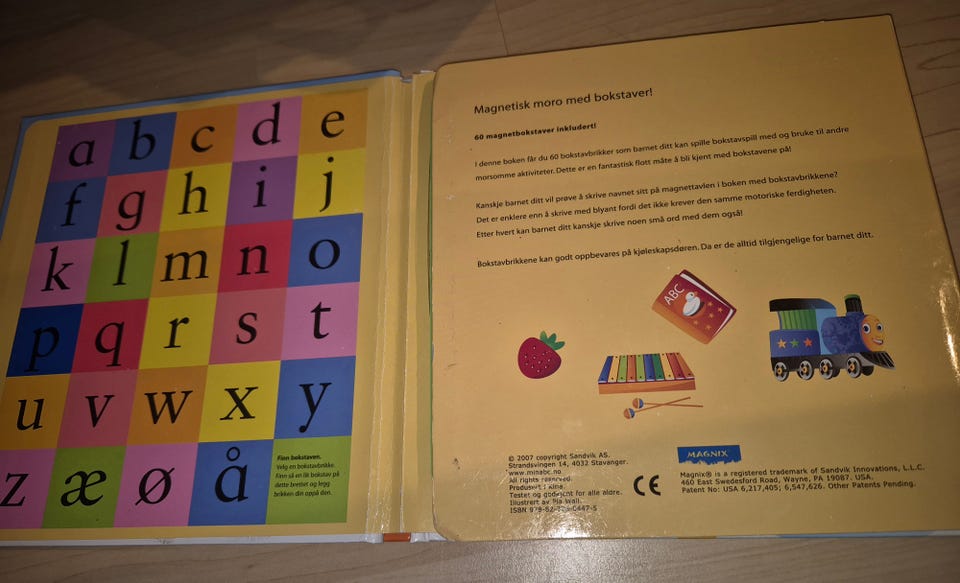 a b c d e
f g h i j
k l m n o
p q r s t
u v w x y
z æ ø å
Finn bokstaven.
Velg en bokstavbrikke.
Finn så en lik bokstav på
dette brettet og legg
brikken din oppå den.
Magnetisk moro med bokstaver!
60 magnetbokstaver inkludert!
I denne boken får du 60 bokstavbrikker som barnet ditt kan spille bokstavspill med og bruke til andre
morsomme aktiviteter. Dette er en fantastisk flott måte å bli kjent med bokstavene på!
Kanskje barnet ditt vil prøve å skrive navnet sitt på magnettavlen i boken med bokstavbrikkene?
Det er enklere enn å skrive med blyant fordi det ikke krever den samme motoriske ferdigheten.
Etter hvert kan barnet ditt kanskje skrive noen små ord med dem også!
Bokstavbrikkene kan godt oppbevares på kjøleskapsdøren. Da er de alltid tilgjengelige for barnet ditt.
ABC
© 2007 copyright Sandvik AS.
Strandsvingen 14, 4032 Stavanger.
www.minabc.no
All rights reserved.
Produsert i Kina.
Testet og godkjent for alle aldre.
Illustrert av Pia Wall.
ISBN
CE
MAGNIX
Magnix® is a registered trademark of Sandvik Innovations, L.L.C.
460 East Swedesford Road, Wayne, PA 19087. USA.
Patent No: USA 6,217,405; 6,547,626. Other Patents Pending.